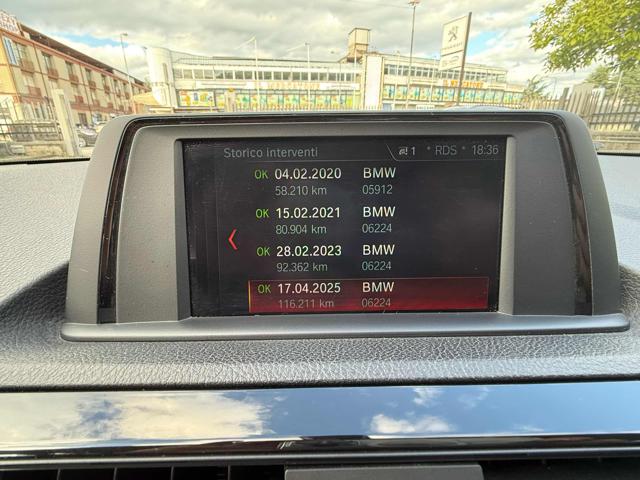 Storico interventi
1 * RDS * 18:36
OK 04.02.2020 BMW
58.210 km 05912
OK 15.02.2021 BMW
80.904 km 06224
OK 28.02.2023 BMW
92.362 km 06224
OK 17.04.2025 BMW
116.211 km 06224
PEUGEOT